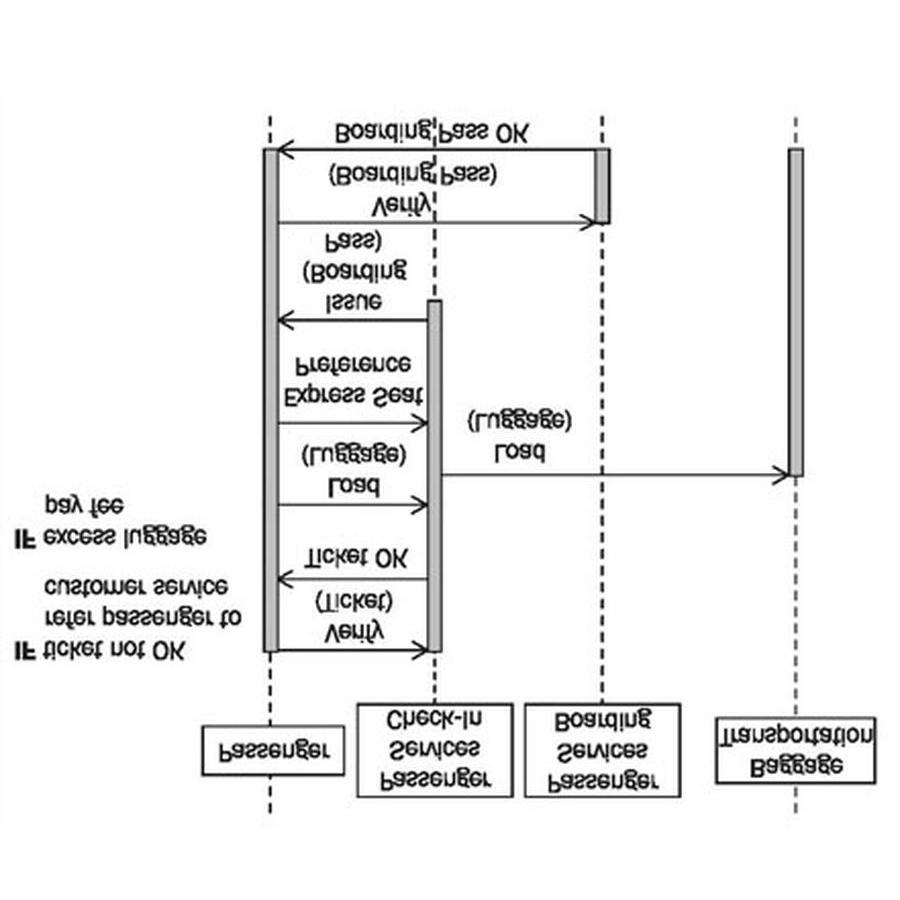 Passenger
Passenger
Services
Check-In
Passenger
Services
Boarding
Baggage
Transportation
IF ticket not OK
refer passenger to
customer service
Verify
(Ticket)
Ticket OK
IF excess luggage
pay fee
Load
(Luggage)
Load
(Luggage)
Express Seat
Preference
Issue
(Boarding
Pass)
Verify
(Boarding Pass)
Boarding Pass OK